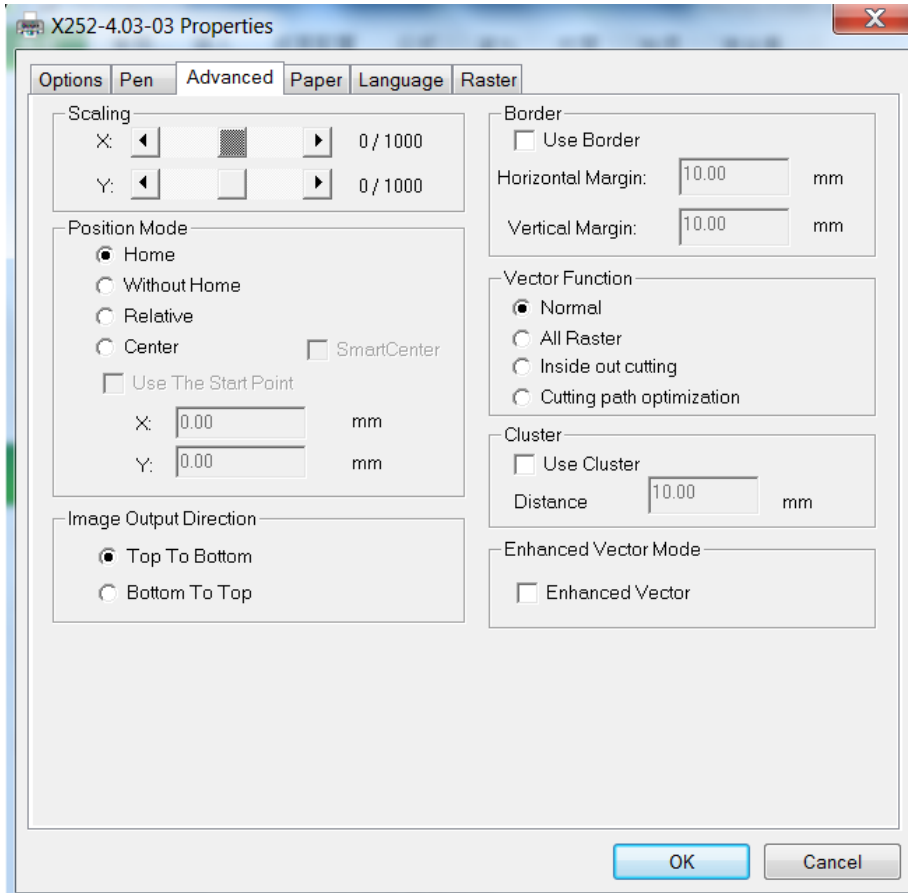 X252-4.03-03 Properties
Options Pen Advanced Paper Language Raster
Scaling
X: 0 / 1000
Y: 0 / 1000
Position Mode
Home
Without Home
Relative
Center SmartCenter
Use The Start Point
X: 0.00 mm
Y: 0.00 mm
Image Output Direction
Top To Bottom
Bottom To Top
Border
Use Border
Horizontal Margin: 10.00 mm
Vertical Margin: 10.00 mm
Vector Function
Normal
All Raster
Inside out cutting
Cutting path optimization
Cluster
Use Cluster
Distance 10.00 mm
Enhanced Vector Mode
Enhanced Vector
OK Cancel